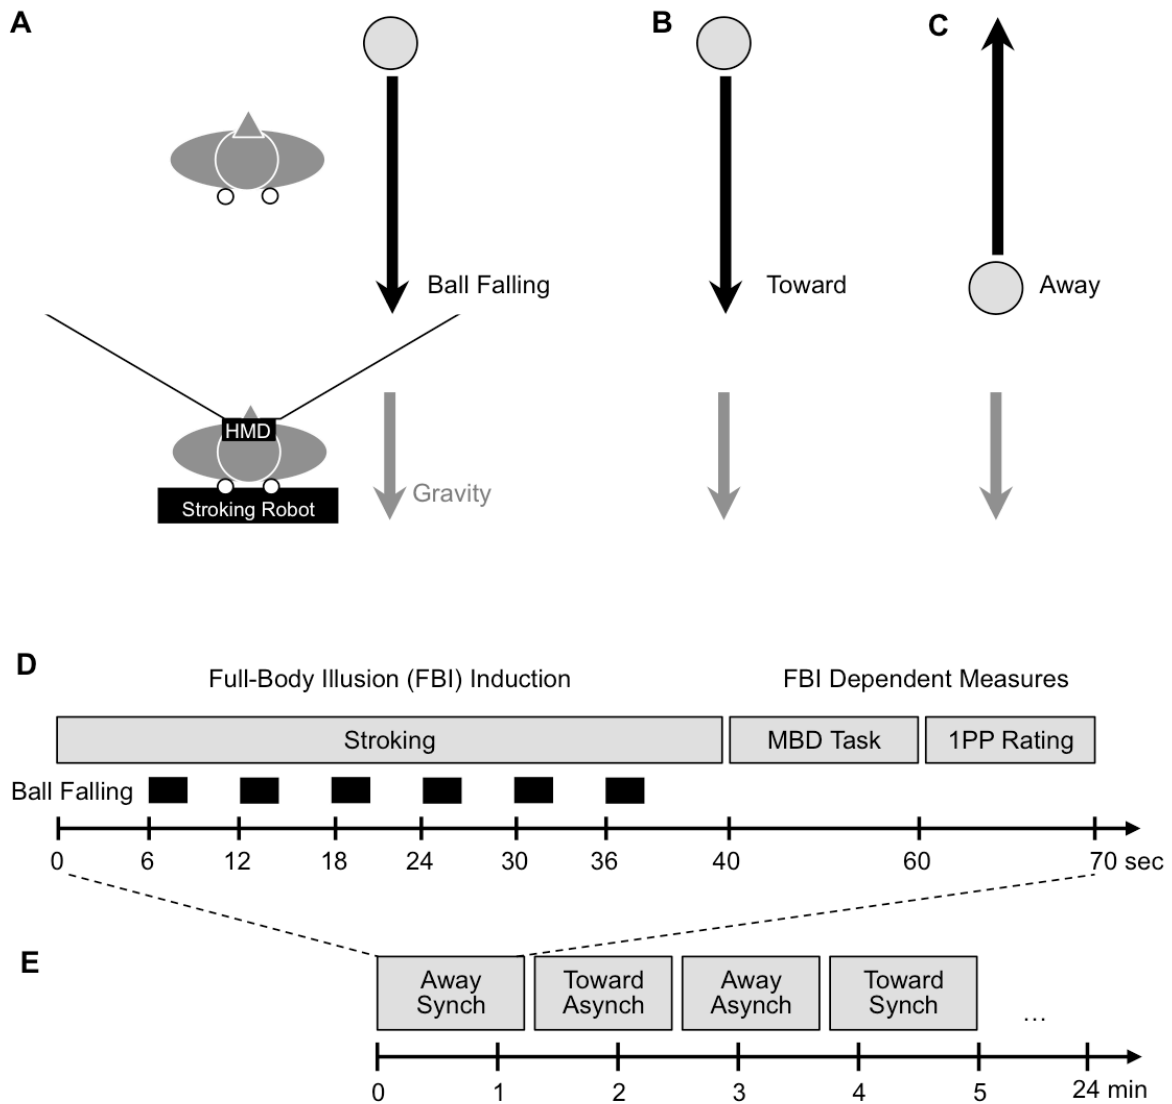 A
B
C
Ball Falling
Toward
Away
HMD
Stroking Robot
Gravity
D
Full-Body Illusion (FBI) Induction
FBI Dependent Measures
Stroking
MBD Task
1PP Rating
Ball Falling
0 6 12 18 24 30 36 40 60 70 sec
E
Away
Synch
Toward
Asynch
Away
Asynch
Toward
Synch
...
0 1 2 3 4 5 24 min